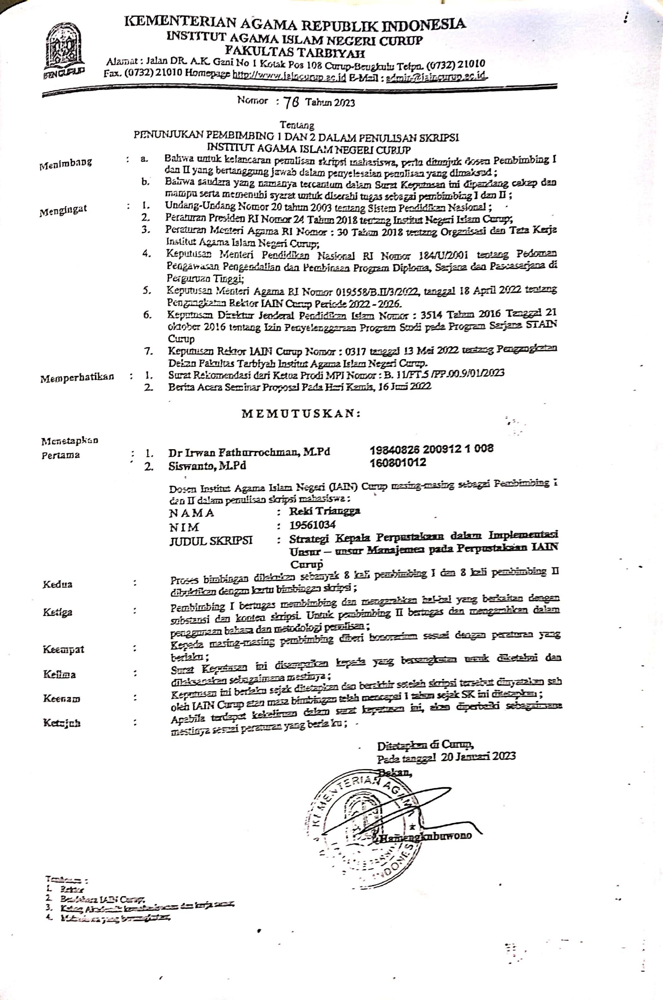 KEMENTERIAN AGAMA REPUBLIK INDONESIA
INSTITUT AGAMA ISLAM NEGERI CURUP
FAKULTAS TARBIYAH
Alamat : Jalan DR. A.K. Gani No 1 Kotak Pos 108 Curup-Bengkulu Telpn. (0732) 21010
Fax. (0732) 21010 Homepage http://www.iaincurup.ac.id E-Mail : admin@iaincurup.ac.id.
IAIN CURUP
Nomor : 78 Tahun 2023
Tentang
PENUNJUKAN PEMBIMBING 1 DAN 2 DALAM PENULISAN SKRIPSI
INSTITUT AGAMA ISLAM NEGERI CURUP
Menimbang : a. Bahwa untuk kelancaran penulisan skripsi mahasiswa, perlu ditunjuk dosen Pembimbing I
dan II yang bertanggung jawab dalam penyelesaian penulisan yang dimaksud ;
b. Bahwa saudara yang namanya tercantum dalam Surat Keputusan ini dipandang cakap dan
mampu serta memenuhi syarat untuk diserahi tugas sebagai pembimbing I dan II ;
Mengingat : 1. Undang-Undang Nomor 20 tahun 2003 tentang Sistem Pendidikan Nasional ;
2. Peraturan Presiden RI Nomor 24 Tahun 2018 tentang Institut Negeri Islam Curup;
3. Peraturan Menteri Agama RI Nomor : 30 Tahun 2018 tentang Organisasi dan Tata Kerja
Institut Agama Islam Negeri Curup;
4. Keputusan Menteri Pendidikan Nasional RI Nomor 184/U/2001 tentang Pedoman
Pengawasan Pengendalian dan Pembinaan Program Diploma, Sarjana dan Pascasarjana di
Perguruan Tinggi;
5. Keputusan Menteri Agama RI Nomor 019558/B.II/3/2022, tanggal 18 April 2022 tentang
Pengangkatan Rektor IAIN Curup Periode 2022 - 2026.
6. Keputusan Direktur Jenderal Pendidikan Islam Nomor : 3514 Tahun 2016 Tanggal 21
oktober 2016 tentang Izin Penyelenggaraan Program Studi pada Program Sarjana STAIN
Curup
7. Keputusan Rektor IAIN Curup Nomor : 0317 tanggal 13 Mei 2022 tentang Pengangkatan
Dekan Fakultas Tarbiyah Institut Agama Islam Negeri Curup.
Memperhatikan : 1. Surat Rekomendasi dari Ketua Prodi MPI Nomor : B. 11/FT.5 /PP.00.9/01/2023
2. Berita Acara Seminar Proposal Pada Hari Kamis, 16 Juni 2022
MEMUTUSKAN:
Menetapkan
Pertama : 1. Dr Irwan Fathurrochman, M.Pd 19840826 200912 1 008
2. Siswanto, M.Pd 160801012
Dosen Institut Agama Islam Negeri (IAIN) Curup masing-masing sebagai Pembimbing I
dan II dalam penulisan skripsi mahasiswa :
N A M A : Reki Triangga
N I M : 19561034
JUDUL SKRIPSI : Strategi Kepala Perpustakaan dalam Implementasi
Unsur – unsur Manajemen pada Perpustakaan IAIN
Curup
Kedua : Proses bimbingan dilakukan sebanyak 8 kali pembimbing I dan 8 kali pembimbing II
dibuktikan dengan kartu bimbingan skripsi ;
Ketiga : Pembimbing I bertugas membimbing dan mengarahkan hal-hal yang berkaitan dengan
substansi dan konten skripsi. Untuk pembimbing II bertugas dan mengarahkan dalam
penggunaan bahasa dan metodologi penulisan ;
Keempat : Kepada masing-masing pembimbing diberi honorarium sesuai dengan peraturan yang
berlaku ;
Kelima : Surat Keputusan ini disampaikan kepada yang bersangkutan untuk diketahui dan
dilaksanakan sebagaimana mestinya ;
Keenam : Keputusan ini berlaku sejak ditetapkan dan berakhir setelah skripsi tersebut dinyatakan sah
oleh IAIN Curup atau masa bimbingan telah mencapai 1 tahun sejak SK ini ditetapkan ;
Ketujuh : Apabila terdapat kekeliruan dalam surat keputusan ini, akan diperbaiki sebagaimana
mestinya sesuai peraturan yang berlaku ;
Ditetapkan di Curup,
Pada tanggal 20 Januari 2023
Dekan,
KEMENTERIAN AGAMA
INDONESIA
Hamengkubuwono
Tembusan :
1. Rektor
2. Bendahara IAIN Curup;
3. Kabag Akademik kemahasiswaan dan kerja sama;
4. Mahasiswa yang bersangkutan;